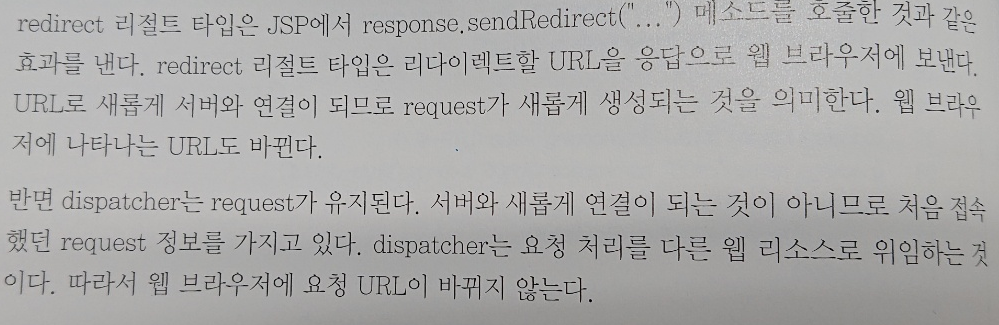 redirect 리절트 타입은 JSP에서 response.sendRedirect("...") 메소드를 호출한 것과 같은
효과를 낸다. redirect 리절트 타입은 리다이렉트할 URL을 응답으로 웹 브라우저에 보낸다.
URL로 새롭게 서버와 연결이 되므로 request가 새롭게 생성되는 것을 의미한다. 웹 브라우
저에 나타나는 URL도 바뀐다.
반면 dispatcher는 request가 유지된다. 서버와 새롭게 연결이 되는 것이 아니므로 처음 접속
했던 request 정보를 가지고 있다. dispatcher는 요청 처리를 다른 웹 리소스로 위임하는 것
이다. 따라서 웹 브라우저에 요청 URL이 바뀌지 않는다.